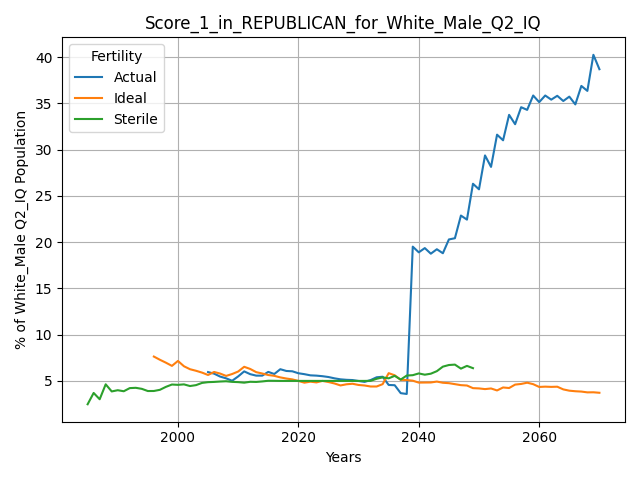 Score_1_in_REPUBLICAN_for_White_Male_Q2_IQ
Fertility
Actual
Ideal
Sterile
% of White_Male Q2_IQ Population
40
35
30
25
20
15
10
5
2000
2020
2040
2060
Years